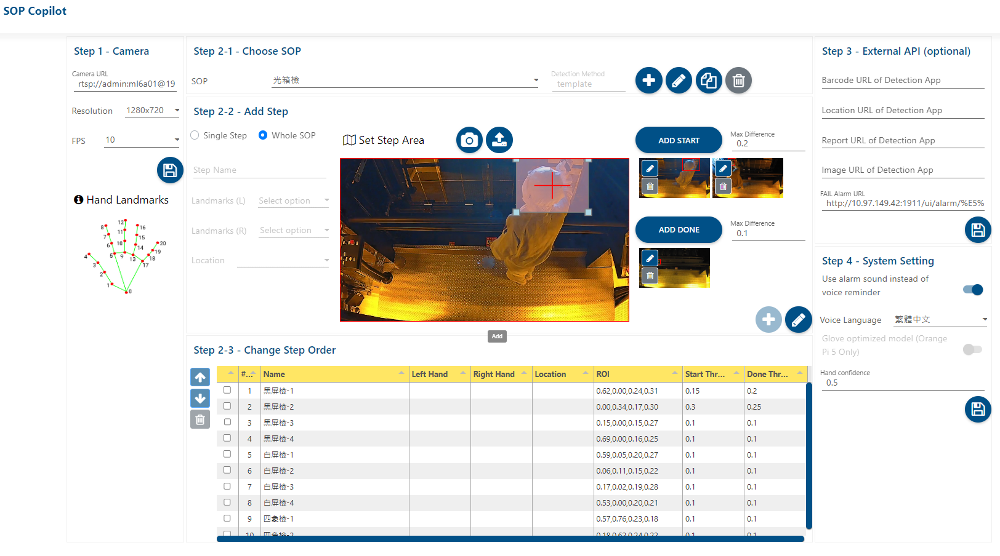 SOP Copilot
Step 1 - Camera
Camera URL
rtsp://admin:ml6a01@19
Resolution
1280x720
FPS
10
Hand Landmarks
12
8
16
11
7
15
6
10
14
20
5
9
19
4
13
18
3
17
2
1
0
Step 2-1 - Choose SOP
SOP
光箱檢
Detection Method
template
Step 2-2 - Add Step
Single Step
Whole SOP
Set Step Area
Step Name
Landmarks (L)
Select option
Landmarks (R)
Select option
Location
ADD START
Max Difference
0.2
ADD DONE
Max Difference
0.1
Add
Step 2-3 - Change Step Order
#... Name Left Hand Right Hand Location ROI Start Thr... Done Thr...
1 黑屏檢-1 0.62,0.00,0.24,0.31 0.15 0.2
2 黑屏檢-2 0.00,0.34,0.17,0.30 0.3 0.25
3 黑屏檢-3 0.15,0.00,0.15,0.27 0.1 0.1
4 黑屏檢-4 0.69,0.00,0.16,0.25 0.1 0.1
5 白屏檢-1 0.59,0.05,0.20,0.27 0.1 0.1
6 白屏檢-2 0.06,0.11,0.15,0.22 0.1 0.1
7 白屏檢-3 0.17,0.02,0.19,0.28 0.1 0.1
8 白屏檢-4 0.53,0.00,0.20,0.21 0.1 0.1
9 四象檢-1 0.57,0.76,0.23,0.18 0.1 0.1
10 四象檢-2 0.18,0.62,0.24,0.22 0.1 0.1
Step 3 - External API (optional)
Barcode URL of Detection App
Location URL of Detection App
Report URL of Detection App
Image URL of Detection App
FAIL Alarm URL
http://10.97.149.42:1911/ui/alarm/%E5%
Step 4 - System Setting
Use alarm sound instead of
voice reminder
Voice Language
繁體中文
Glove optimized model (Orange
Pi 5 Only)
Hand confidence
0.5